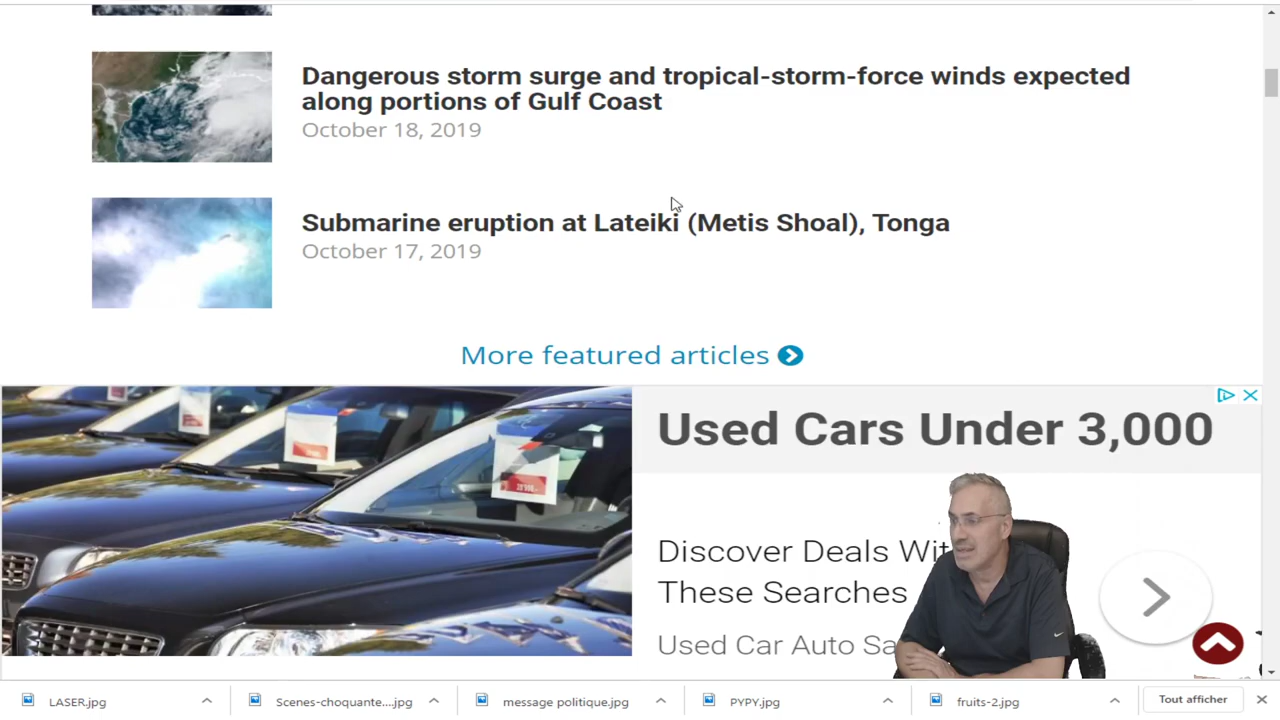 Dangerous storm surge and tropical-storm-force winds expected
along portions of Gulf Coast
October 18, 2019
Submarine eruption at Lateiki (Metis Shoal), Tonga
October 17, 2019
More featured articles
Used Cars Under 3,000
Discover Deals Wit
These Searches
Used Car Auto Sa
LASER.jpg
Scenes-choquante....jpg
message politique.jpg
PYPY.jpg
fruits-2.jpg
Tout afficher